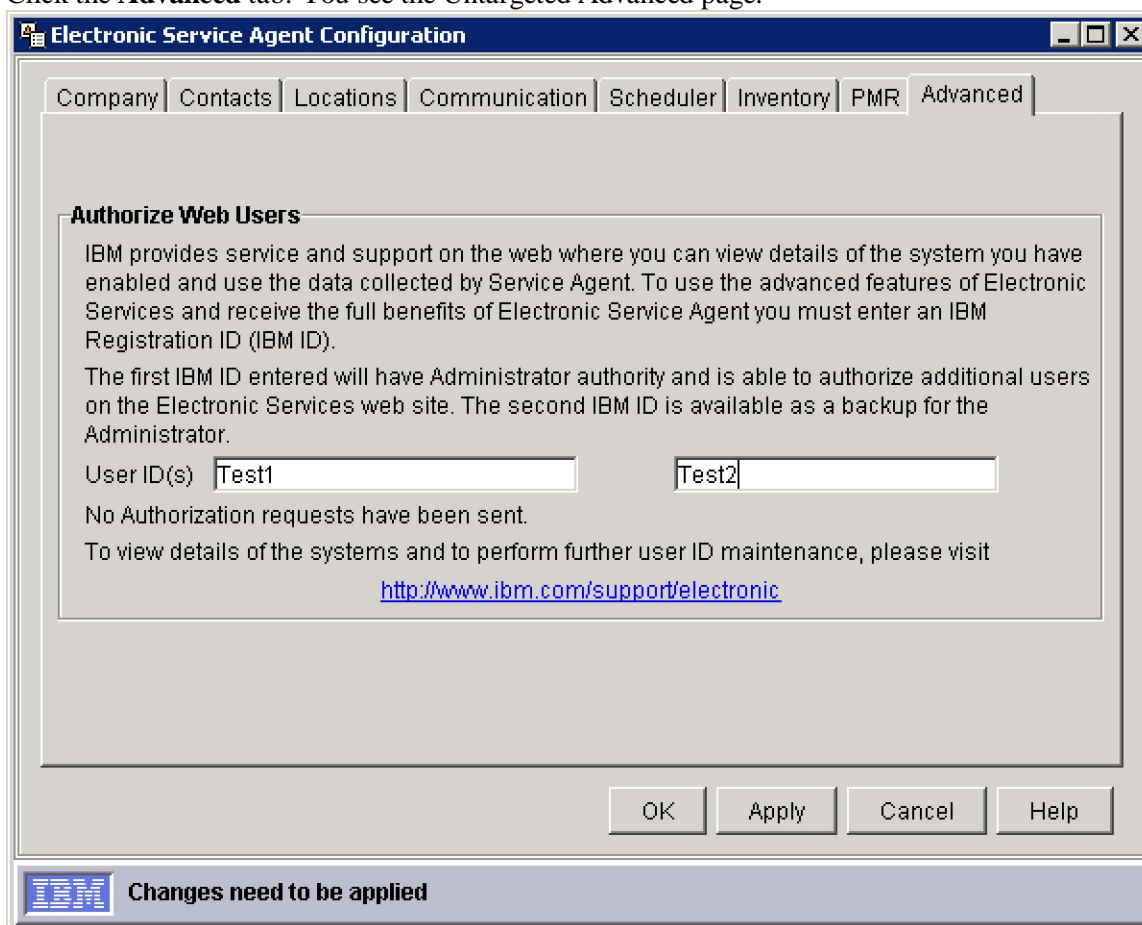 Click the Advanced tab. You see the Untargeted Advanced page.
Electronic Service Agent Configuration
Company Contacts Locations Communication Scheduler Inventory PMR Advanced
Authorize Web Users
IBM provides service and support on the web where you can view details of the system you have
enabled and use the data collected by Service Agent. To use the advanced features of Electronic
Services and receive the full benefits of Electronic Service Agent you must enter an IBM
Registration ID (IBM ID).
The first IBM ID entered will have Administrator authority and is able to authorize additional users
on the Electronic Services web site. The second IBM ID is available as a backup for the
Administrator.
User ID(s) Test1 Test2
No Authorization requests have been sent.
To view details of the systems and to perform further user ID maintenance, please visit
http://www.ibm.com/support/electronic
OK Apply Cancel Help
IBM Changes need to be applied